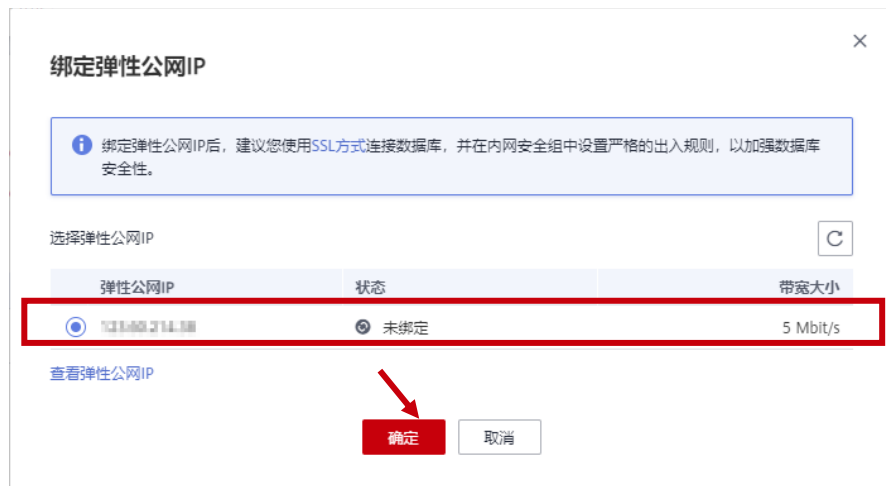 绑定弹性公网IP
绑定弹性公网IP后，建议您使用SSL方式连接数据库，并在内网安全组中设置严格的出入规则，以加强数据库
安全性。
选择弹性公网IP
弹性公网IP 状态 带宽大小
未绑定 5 Mbit/s
查看弹性公网IP
确定 取消